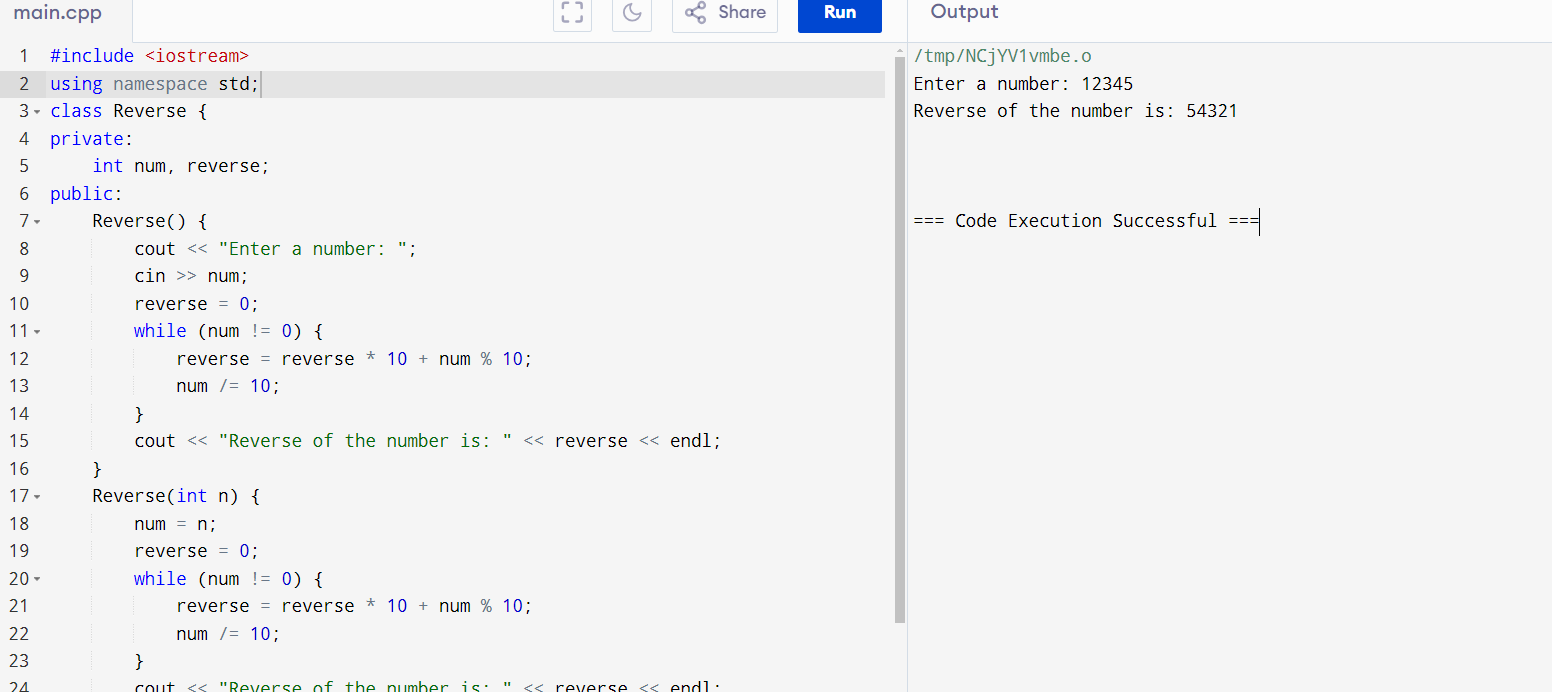 main.cpp
Share
Run
Output
1 #include <iostream>
2 using namespace std;
3 class Reverse {
4 private:
5     int num, reverse;
6 public:
7     Reverse() {
8         cout << "Enter a number: ";
9         cin >> num;
10         reverse = 0;
11         while (num != 0) {
12             reverse = reverse * 10 + num % 10;
13             num /= 10;
14         }
15         cout << "Reverse of the number is: " << reverse << endl;
16     }
17     Reverse(int n) {
18         num = n;
19         reverse = 0;
20         while (num != 0) {
21             reverse = reverse * 10 + num % 10;
22             num /= 10;
23         }
24         cout << "Reverse of the number is: " << reverse << endl;
/tmp/NCjYV1vmbe.o
Enter a number: 12345
Reverse of the number is: 54321
=== Code Execution Successful ===